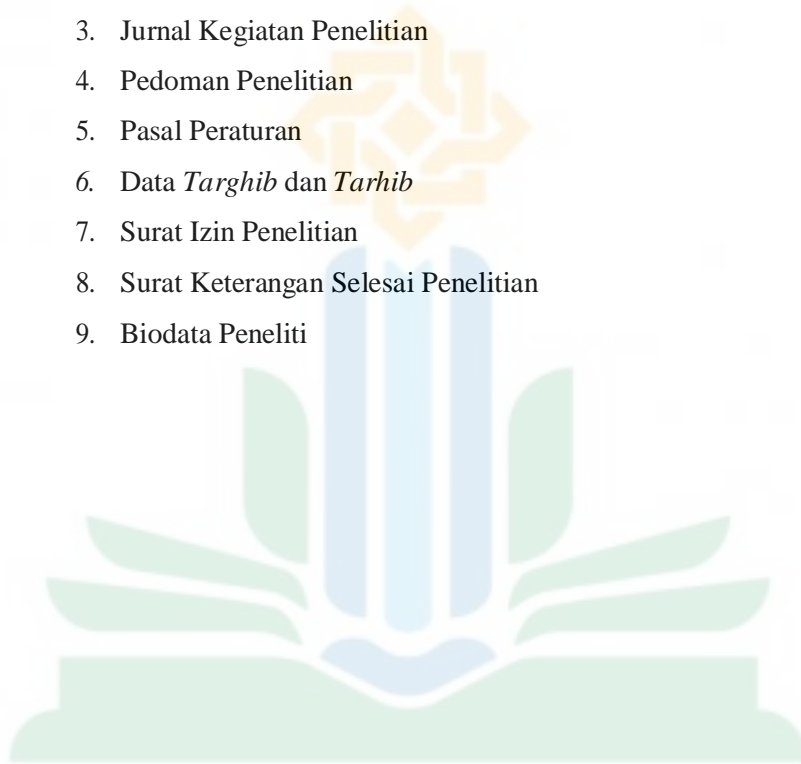 3. Jurnal Kegiatan Penelitian
4. Pedoman Penelitian
5. Pasal Peraturan
6. Data Targhib dan Tarhib
7. Surat Izin Penelitian
8. Surat Keterangan Selesai Penelitian
9. Biodata Peneliti